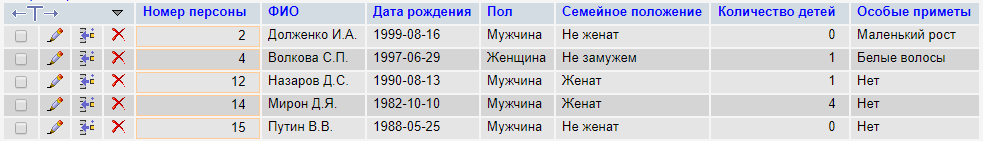 Номер персоны ФИО Дата рождения Пол Семейное положение Количество детей Особые приметы
2 Долженко И.А. 1999-08-16 Мужчина Не женат 0 Маленький рост
4 Волкова С.П. 1997-06-29 Женщина Не замужем 1 Белые волосы
12 Назаров Д.С. 1990-08-13 Мужчина Женат 1 Нет
14 Мирон Д.Я. 1982-10-10 Мужчина Женат 4 Нет
15 Путин В.В. 1988-05-25 Мужчина Не женат 0 Нет